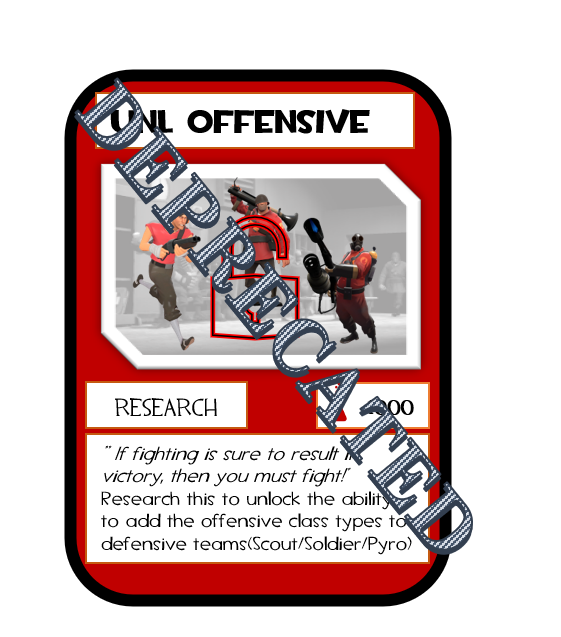 UNL OFFENSIVE
DEPRECATED
RESEARCH
"If fighting is sure to result
victory, then you must fight!"
Research this to unlock the ability
to add the offensive class types to
defensive teams(Scout/Soldier/Pyro)